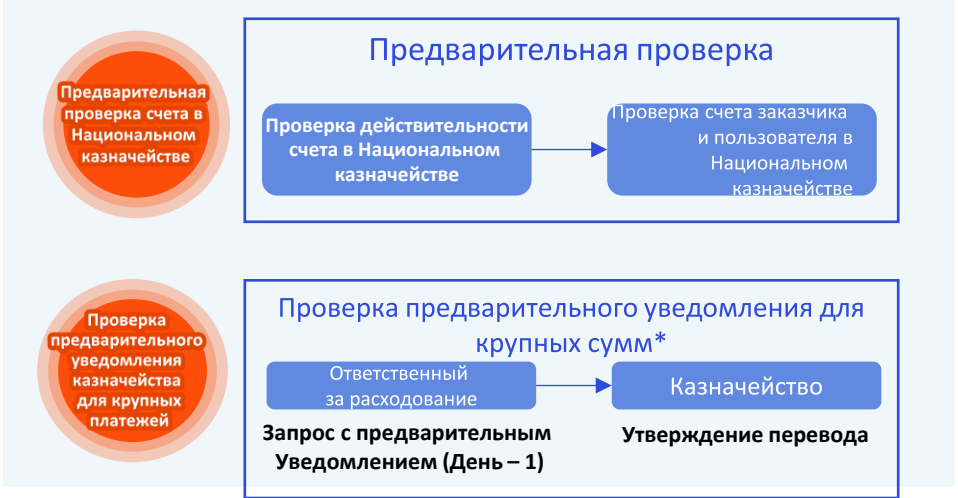 Предварительная проверка
Предварительная
проверка счета в
Национальном
казначействе
Проверка действительности
счета в Национальном
казначействе
Проверка счета заказчика
и пользователя в
Национальном
казначействе
Проверка
предварительного
уведомления
казначейства
для крупных
платежей
Проверка предварительного уведомления для
крупных сумм*
Ответственный
за расходование
Казначейство
Запрос с предварительным
Уведомлением (День – 1)
Утверждение перевода